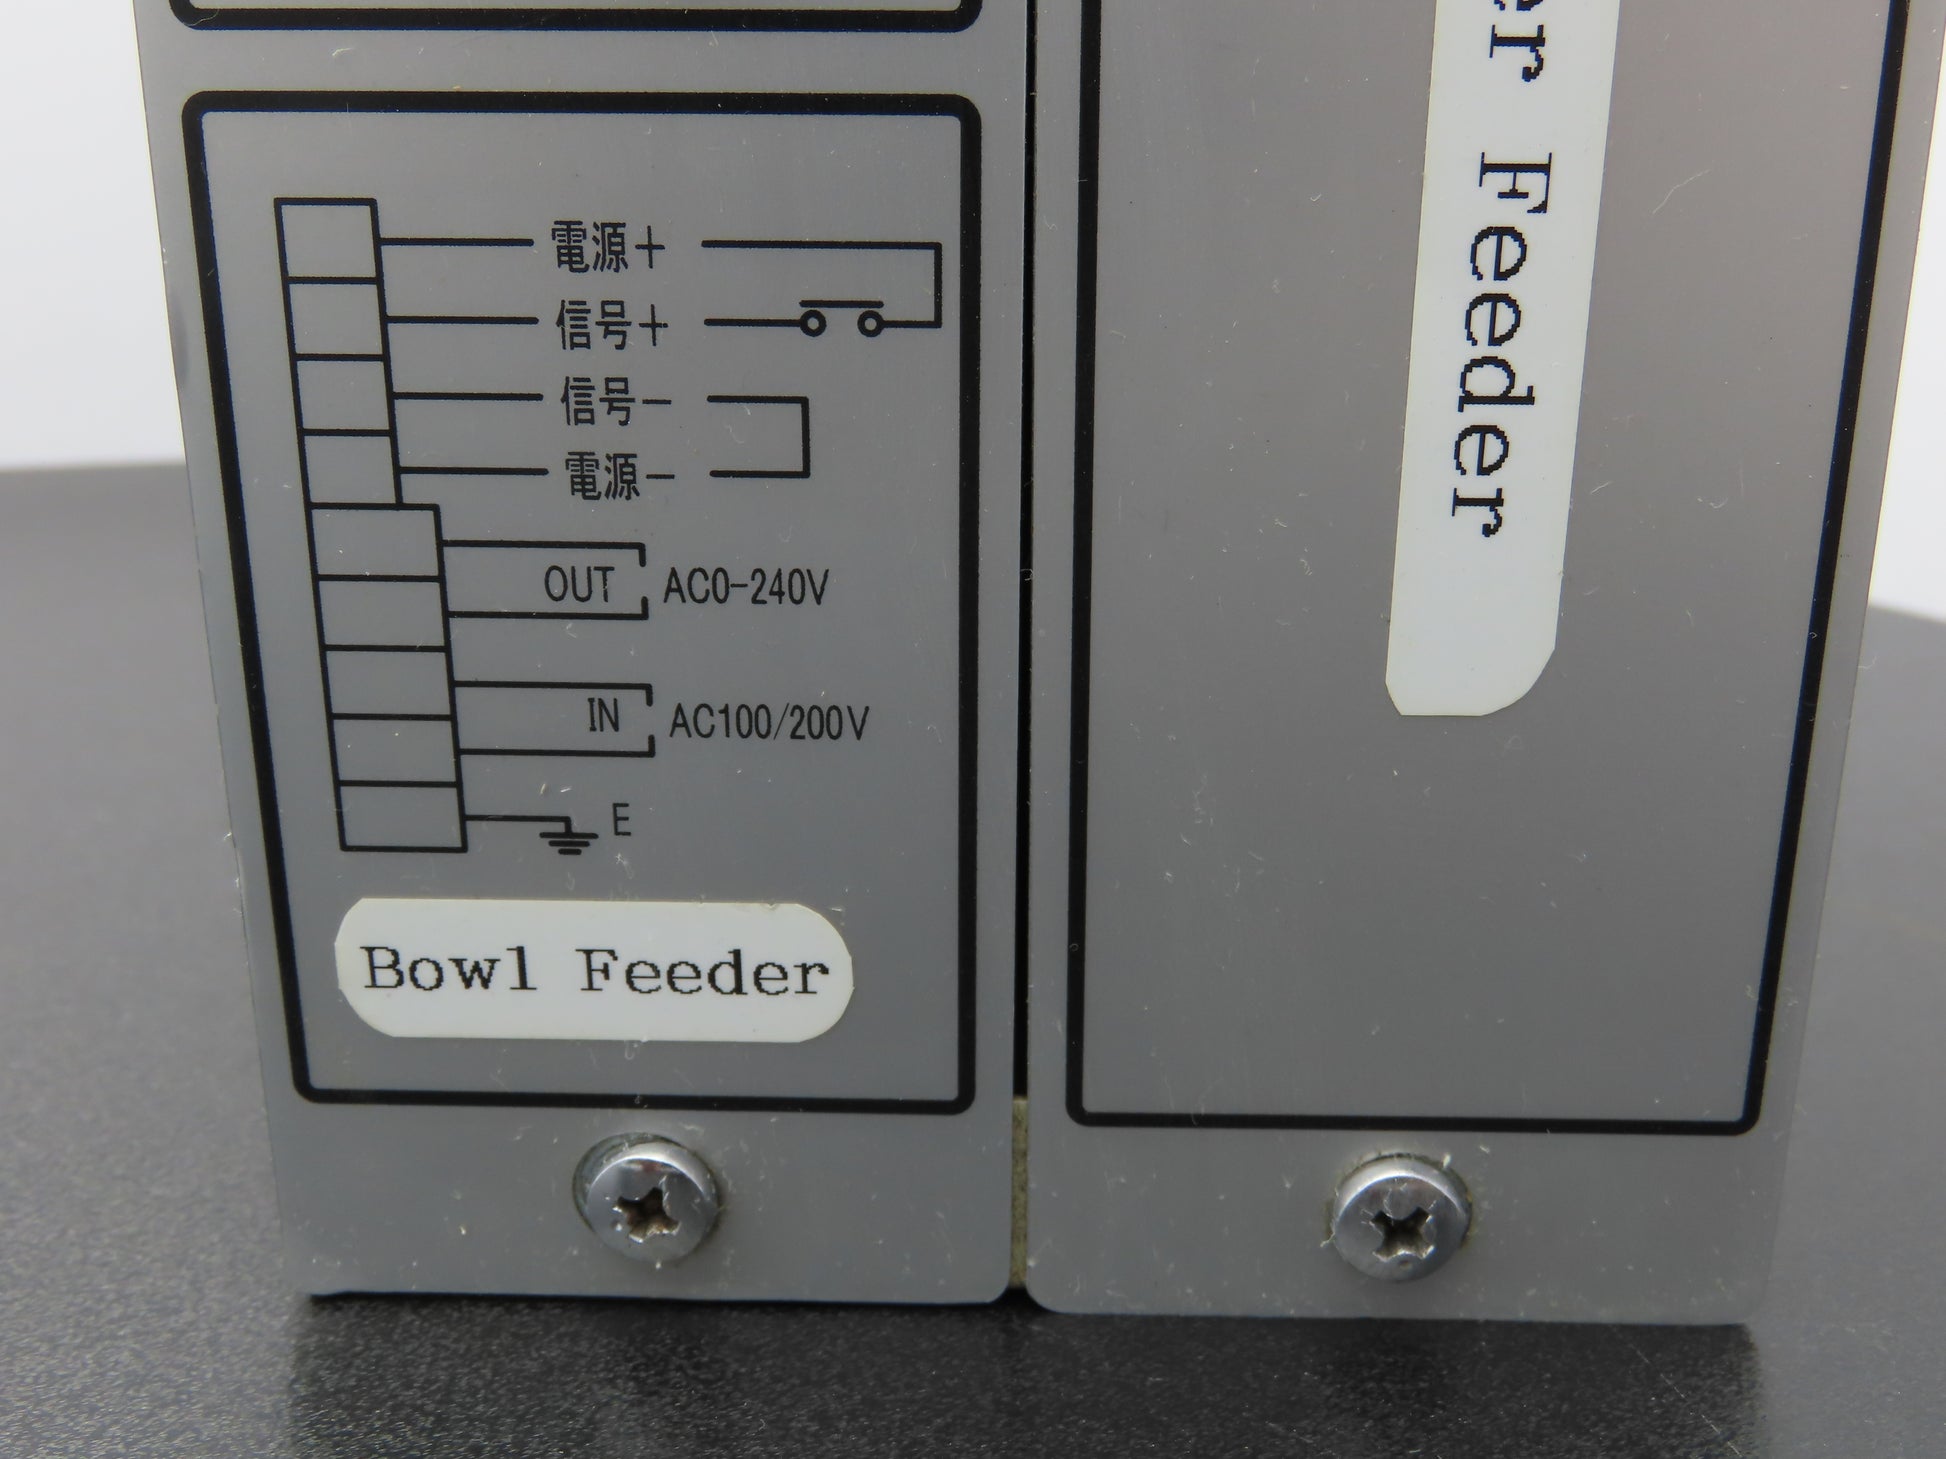 電源+
信号+
信号-
電源-
OUT AC0-240V
IN AC100/200V
E
Bowl Feeder
er Feeder